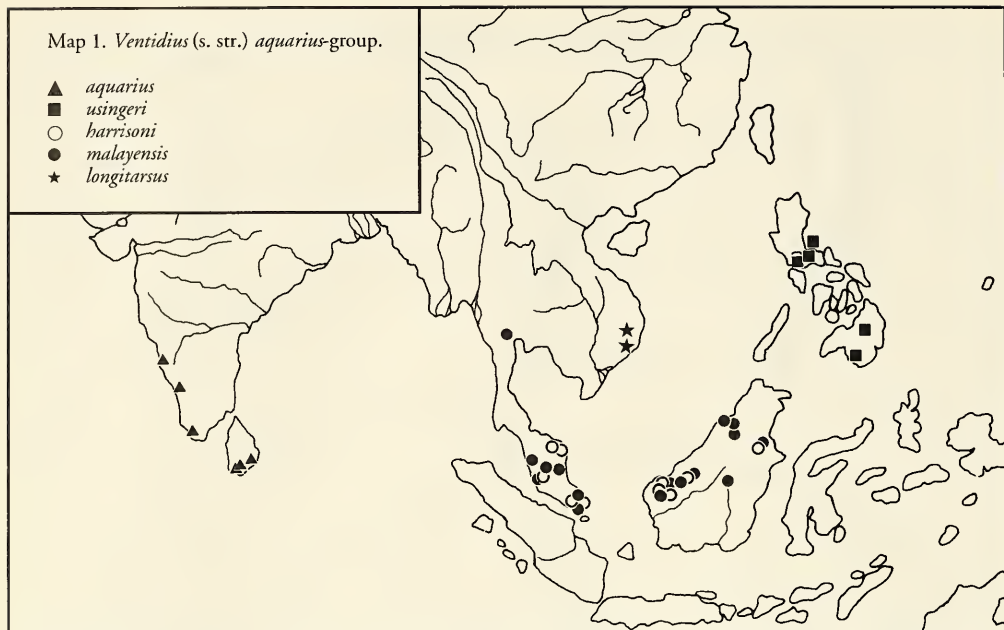 Map 1. Ventidius (s. str.) aquarius-group.
aquarius
usingeri
harrisoni
malayensis
longitarsus